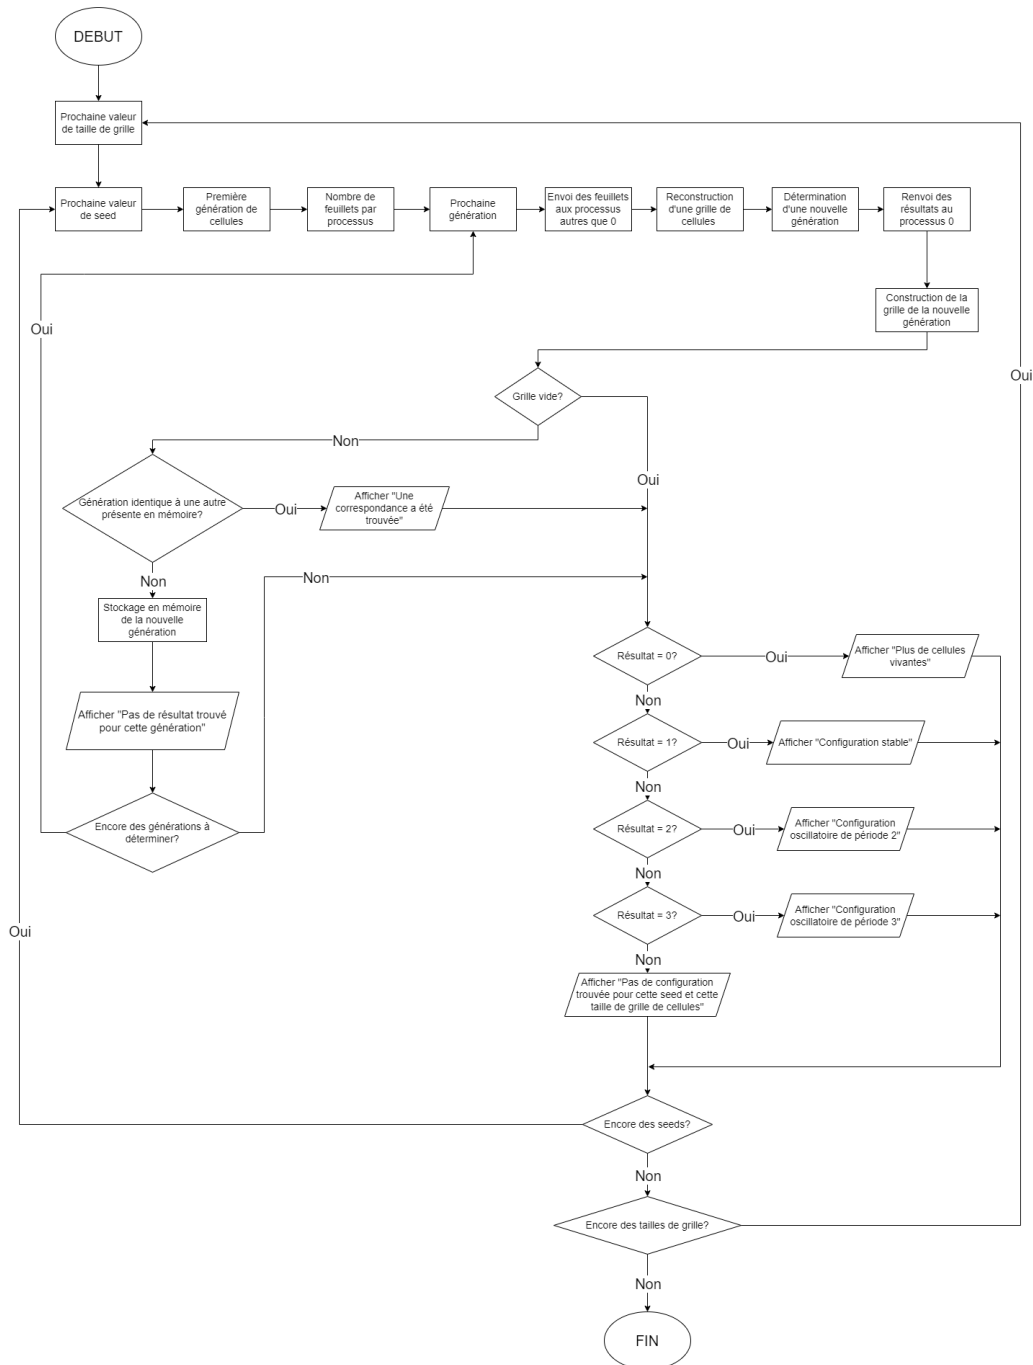 DEBUT
Prochaine valeur
de taille de grille
Prochaine valeur
de seed
Première
génération de
cellules
Nombre de
feuillets par
processus
Prochaine
génération
Envoi des feuillets
aux processus
autres que 0
Reconstruction
d'une grille de
cellules
Détermination
d'une nouvelle
génération
Renvoi des
résultats au
processus 0
Construction de la
grille de la nouvelle
génération
Oui
Oui
Grille vide?
Non
Oui
Génération identique à une autre
présente en mémoire?
Oui
Afficher "Une
correspondance a été
trouvée"
Non
Non
Stockage en mémoire
de la nouvelle
génération
Afficher "Pas de résultat trouvé
pour cette génération"
Encore des générations à
déterminer?
Résultat = 0?
Oui
Afficher "Plus de cellules
vivantes"
Non
Résultat = 1?
Oui
Afficher "Configuration stable"
Non
Résultat = 2?
Oui
Afficher "Configuration
oscillatoire de période 2"
Non
Résultat = 3?
Oui
Afficher "Configuration
oscillatoire de période 3"
Oui
Non
Afficher "Pas de configuration
trouvée pour cette seed et cette
taille de grille de cellules"
Encore des seeds?
Non
Encore des tailles de grille?
Non
FIN